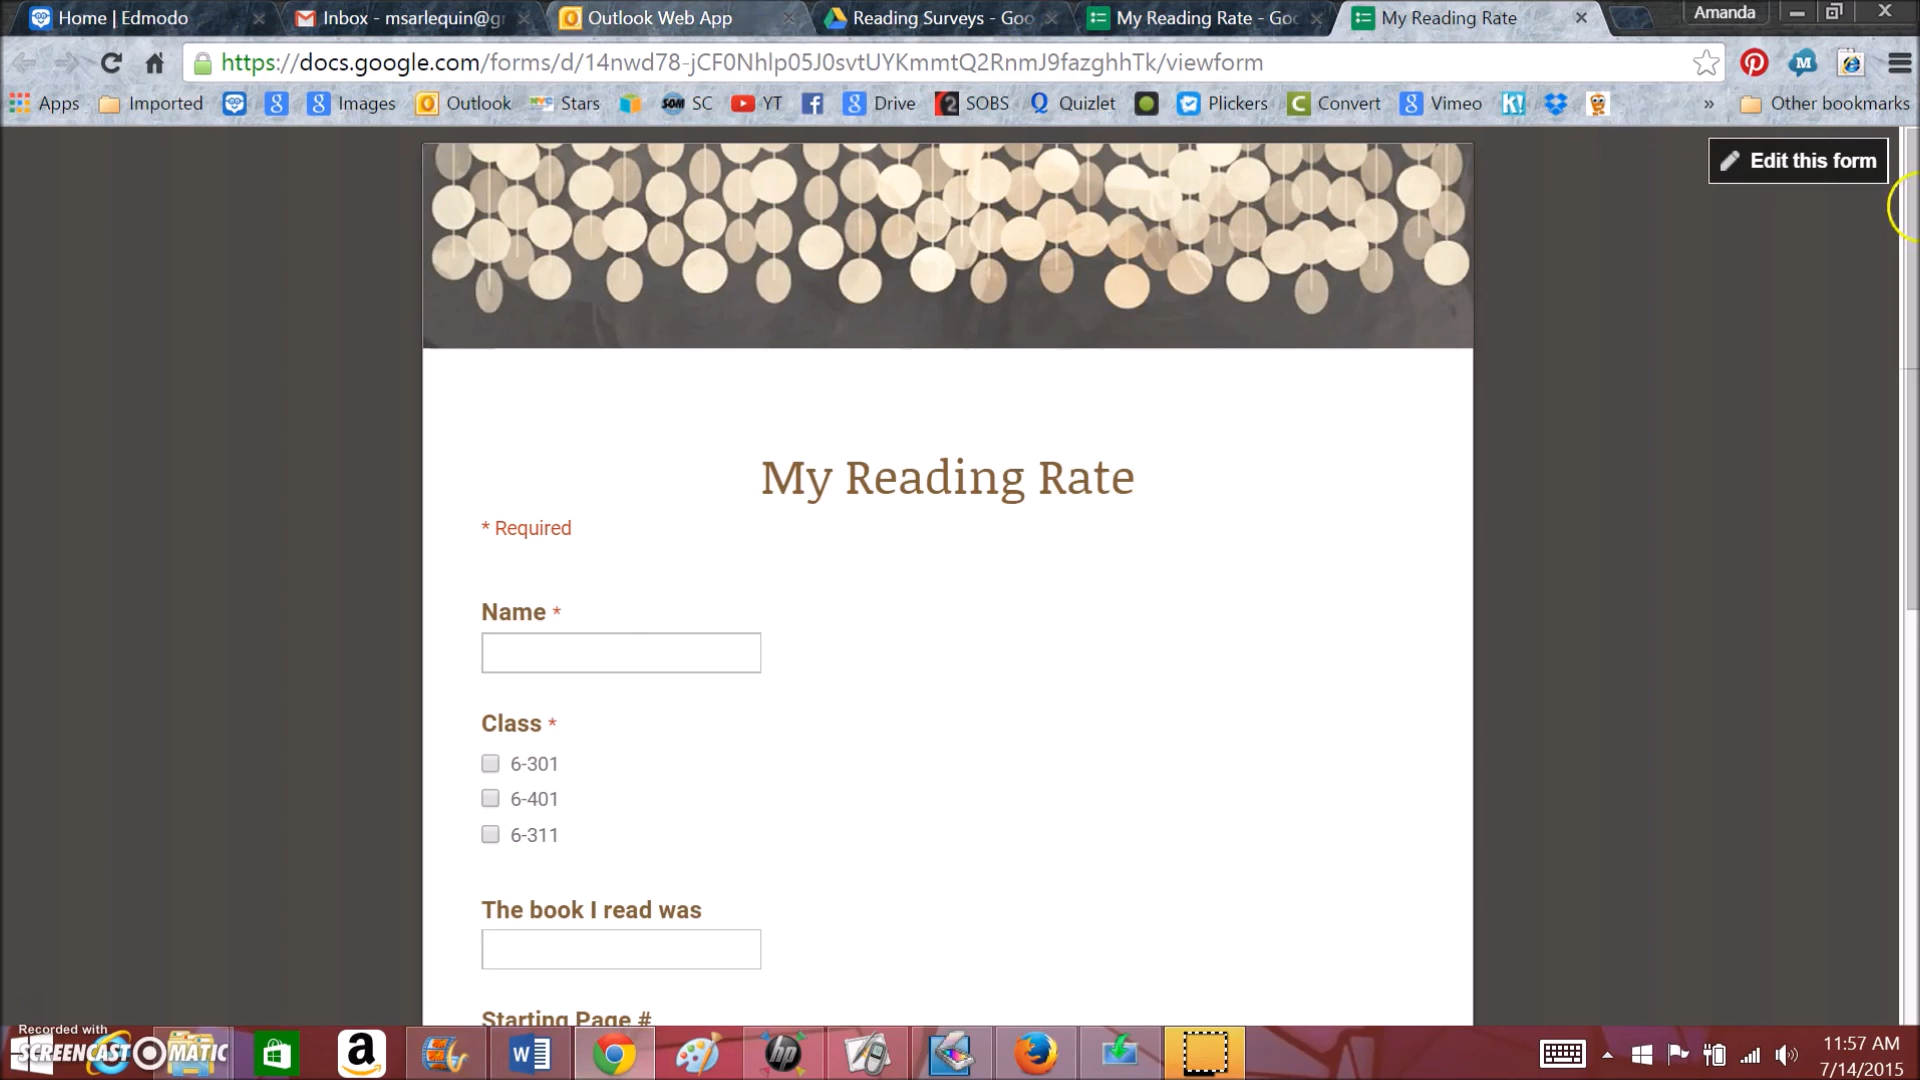 Home | Edmodo
Inbox - msarlequin@gr
Outlook Web App
Reading Surveys - Goo
My Reading Rate - Goo
My Reading Rate
Amanda
https://docs.google.com/forms/d/14nwd78-jCF0Nhlp05J0svtUYKmmtQ2RnmJ9fazghhTk/viewform
Apps
Imported
Images
Outlook
Stars
SC
YT
Drive
SOBS
Quizlet
Plickers
Convert
Vimeo
»
Other bookmarks
Edit this form
My Reading Rate
* Required
Name *
Class *
6-301
6-401
6-311
The book I read was
Starting Page #
Recorded with
SCREENCAST MATIC
11:57 AM
7/14/2015